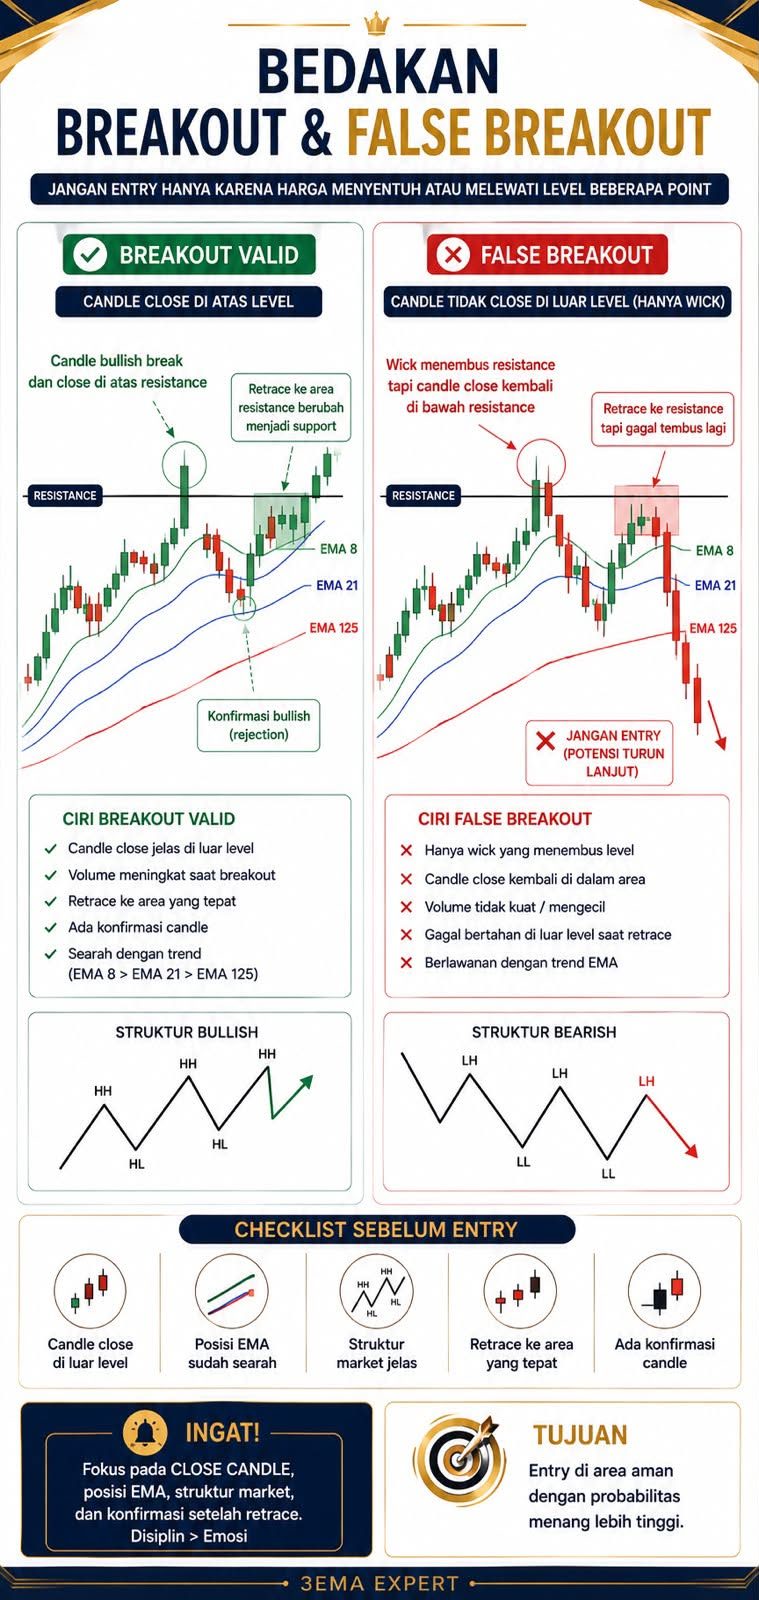 BEDAKAN
BREAKOUT & FALSE BREAKOUT
JANGAN ENTRY HANYA KARENA HARGA MENYENTUH ATAU MELEWATI LEVEL BEBERAPA POINT
BREAKOUT VALID
CANDLE CLOSE DI ATAS LEVEL
Candle bullish break
dan close di atas resistance
Retrace ke area
resistance berubah
menjadi support
RESISTANCE
EMA 8
EMA 21
EMA 125
Konfirmasi bullish
(rejection)
CIRI BREAKOUT VALID
Candle close jelas di luar level
Volume meningkat saat breakout
Retrace ke area yang tepat
Ada konfirmasi candle
Searah dengan trend
(EMA 8 > EMA 21 > EMA 125)
STRUKTUR BULLISH
HH
HL
HH
HL
HH
FALSE BREAKOUT
CANDLE TIDAK CLOSE DI LUAR LEVEL (HANYA WICK)
Wick menembus resistance
tapi candle close kembali
di bawah resistance
Retrace ke resistance
tapi gagal tembus lagi
RESISTANCE
EMA 8
EMA 21
EMA 125
JANGAN ENTRY
(POTENSI TURUN
LANJUT)
CIRI FALSE BREAKOUT
Hanya wick yang menembus level
Candle close kembali di dalam area
Volume tidak kuat / mengecil
Gagal bertahan di luar level saat retrace
Berlawanan dengan trend EMA
STRUKTUR BEARISH
LH
LL
LH
LL
LH
CHECKLIST SEBELUM ENTRY
Candle close
di luar level
Posisi EMA
sudah searah
HH
HH
HL
HL
Struktur
market jelas
Retrace ke area
yang tepat
Ada konfirmasi
candle
INGAT!
Fokus pada CLOSE CANDLE,
posisi EMA, struktur market,
dan konfirmasi setelah retrace.
Disiplin > Emosi
TUJUAN
Entry di area aman
dengan probabilitas
menang lebih tinggi.
3EMA EXPERT